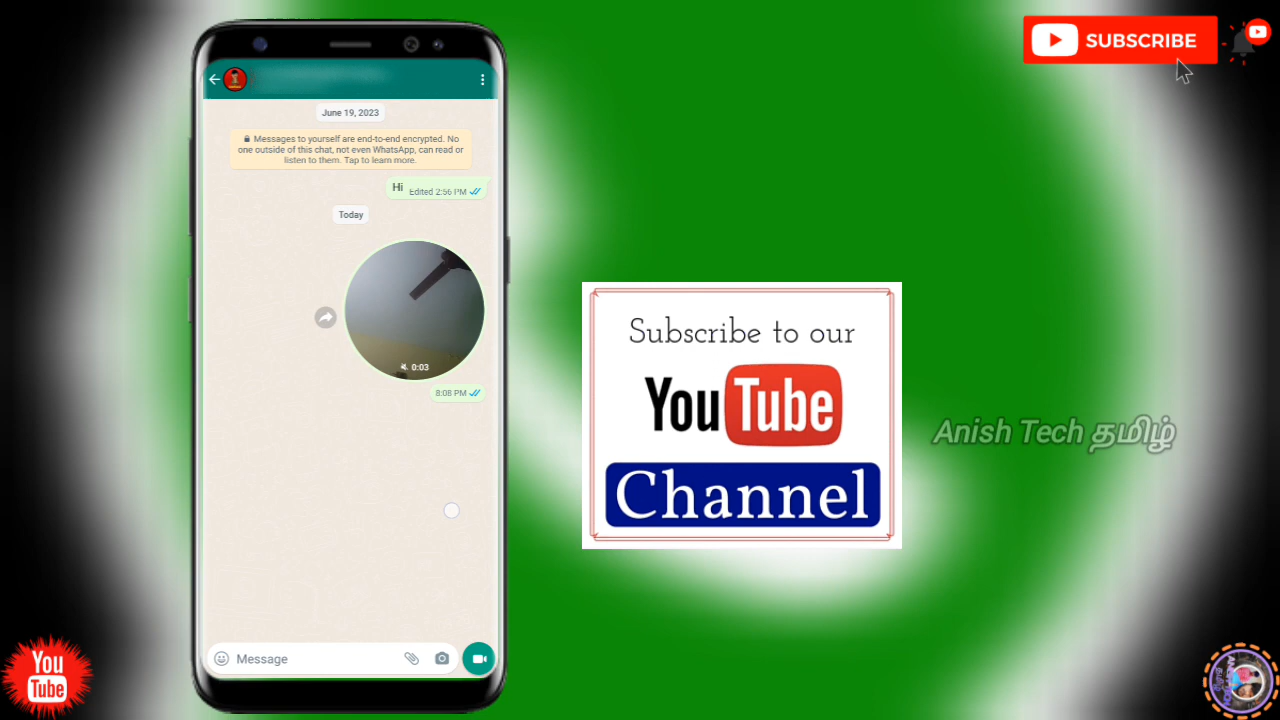 SUBSCRIBE
June 19, 2023
Messages to yourself are end-to-end encrypted. No
one outside of this chat, not even WhatsApp, can read or
listen to them. Tap to learn more.
Hi Edited 2:56 PM
Today
0:03
8:08 PM
Message
Subscribe to our
YouTube
Channel
Anish Tech தமிழ்
You
Tube